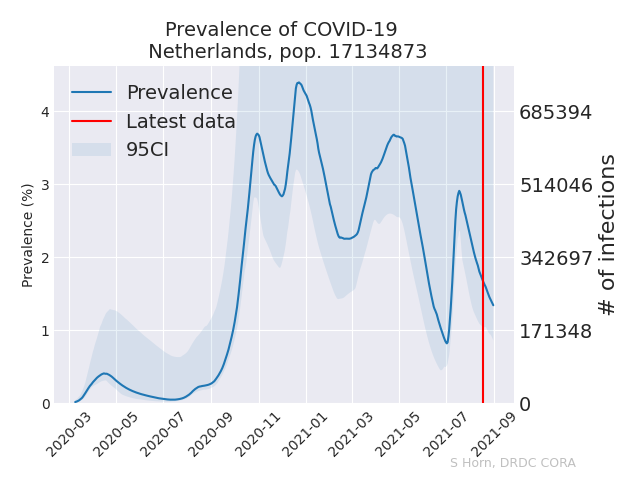 Prevalence of COVID-19
Netherlands, pop. 17134873
Prevalence
Latest data
95CI
Prevalence (%)
4
3
2
1
0
685394
514046
342697
171348
0
# of infections
2020-03
2020-05
2020-07
2020-09
2020-11
2021-01
2021-03
2021-05
2021-07
2021-09
S Horn, DRDC CORA